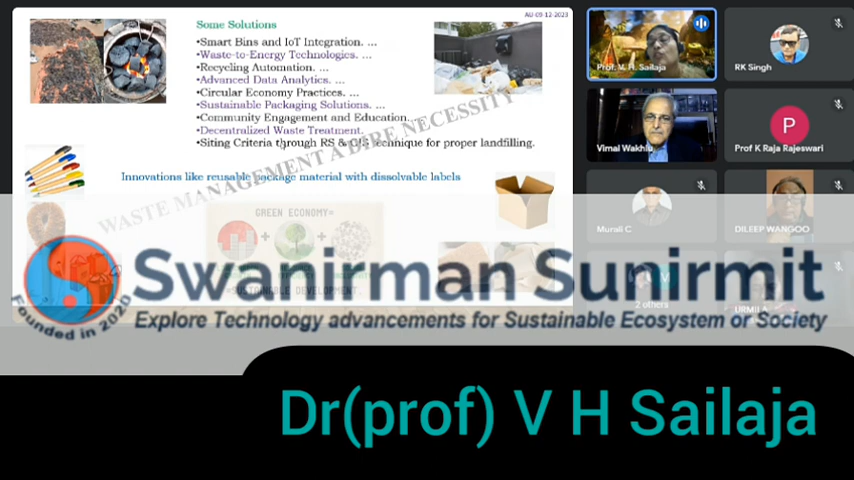 AU 09-12-2023
Some Solutions
•Smart Bins and IoT Integration. ...
•Waste-to-Energy Technologies. ...
•Recycling Automation. ...
•Advanced Data Analytics. ...
•Circular Economy Practices. ...
•Sustainable Packaging Solutions. ...
•Community Engagement and Education. ..
•Decentralized Waste Treatment.
•Siting Criteria through RS & GIS technique for proper landfilling.
WASTE MANAGEMENT A DIRE NECESSITY
Innovations like reusable package material with dissolvable labels
GREEN ECONOMY=
=SUSTAINABLE DEVELOPMENT.
Prof. V. H. Sailaja
RK Singh
Vimal Wakhlu
P
Prof K Raja Rajeswari
Murali C
DILEEP WANGOO
M
2 others
URMILA
Swanirman Sunirmit
Explore Technology advancements for Sustainable Ecosystem or Society
Founded in 2020
Dr(prof) V H Sailaja